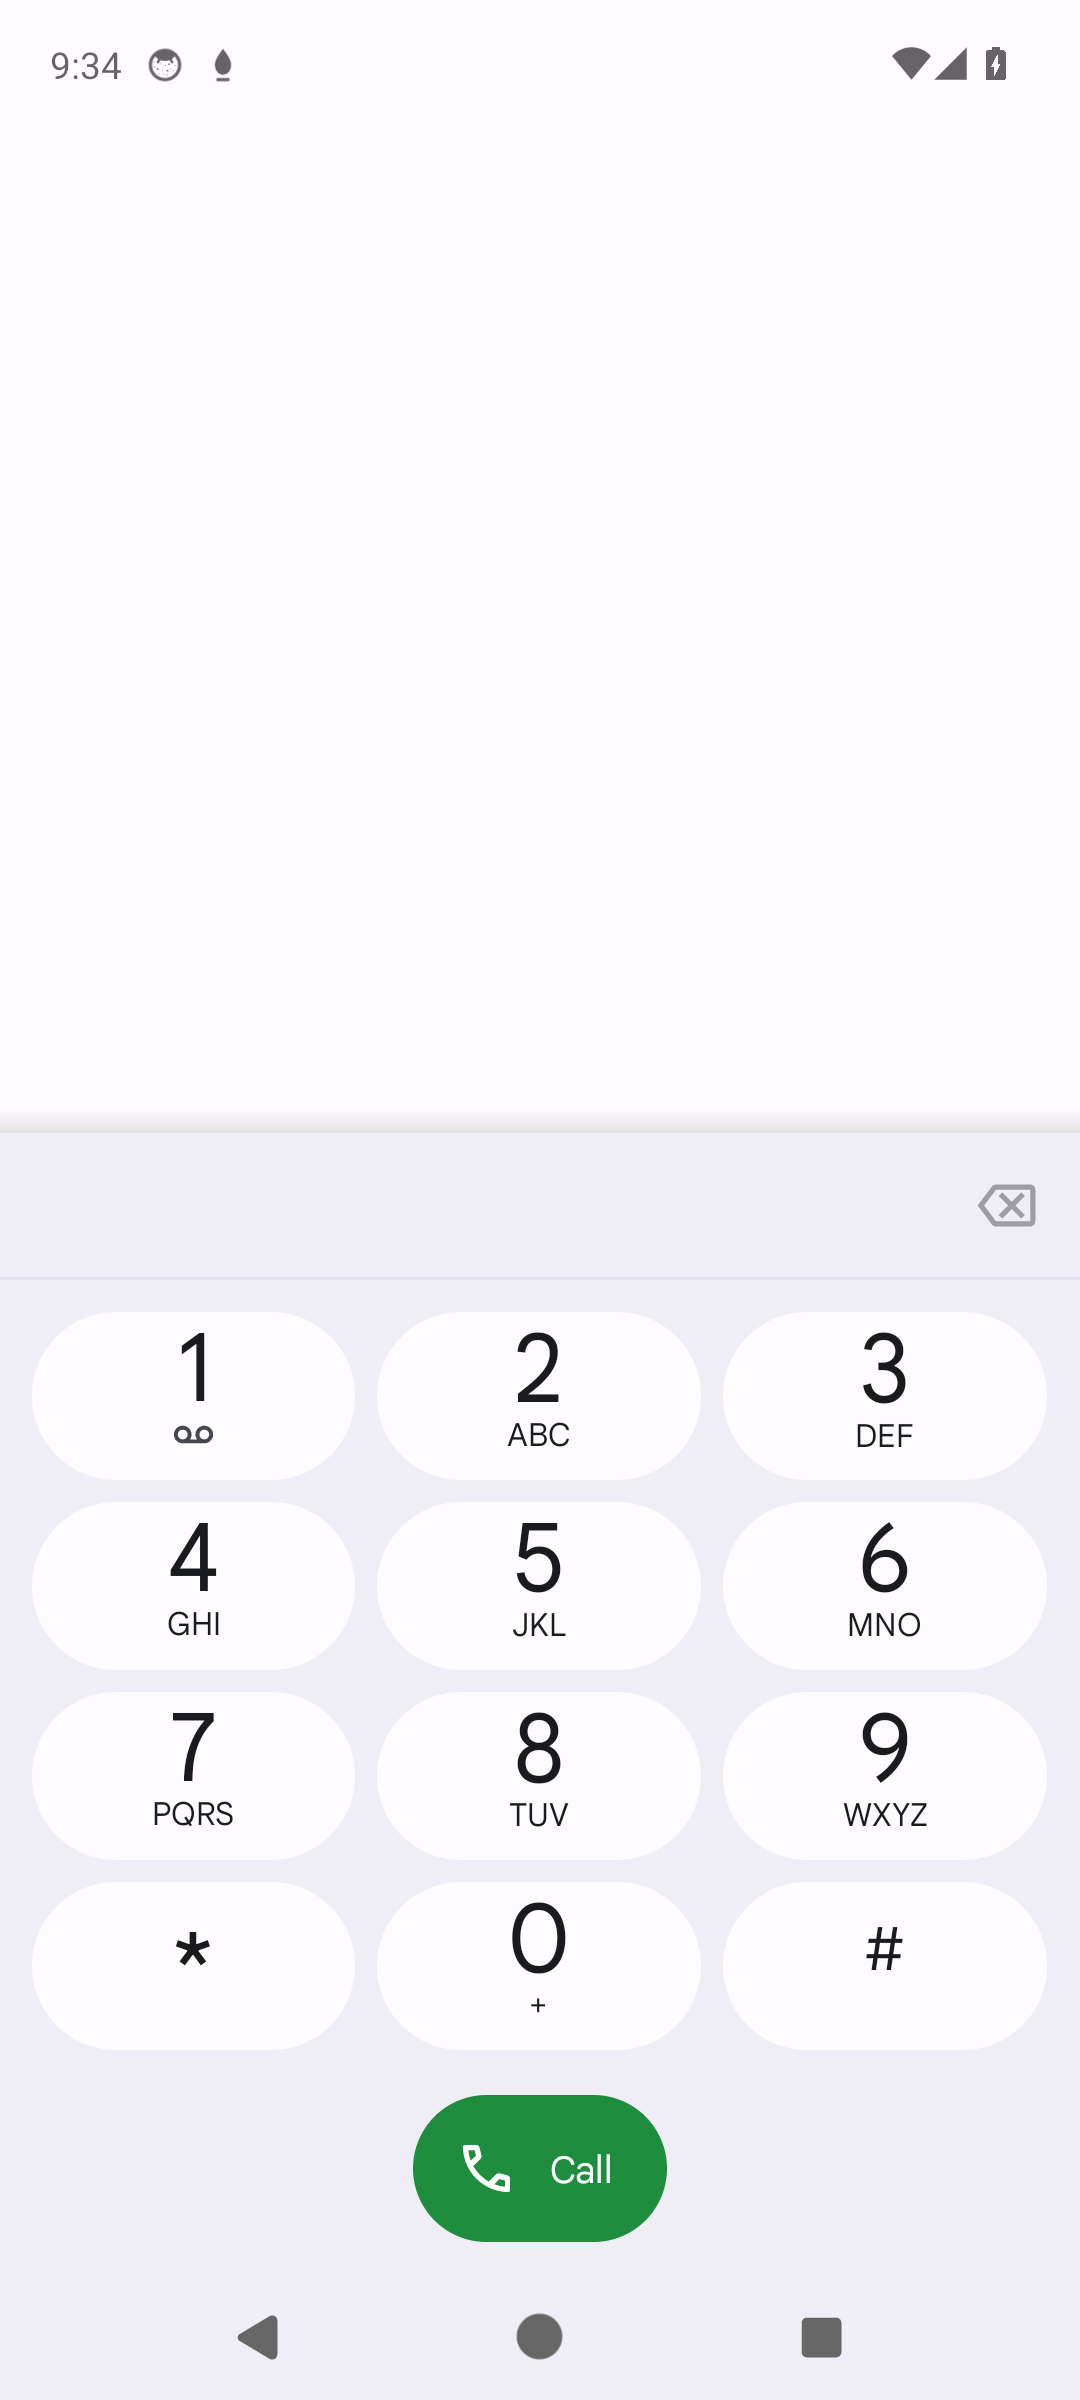 9:34
1
2 ABC
3 DEF
4 GHI
5 JKL
6 MNO
7 PQRS
8 TUV
9 WXYZ
*
0 +
#
Call